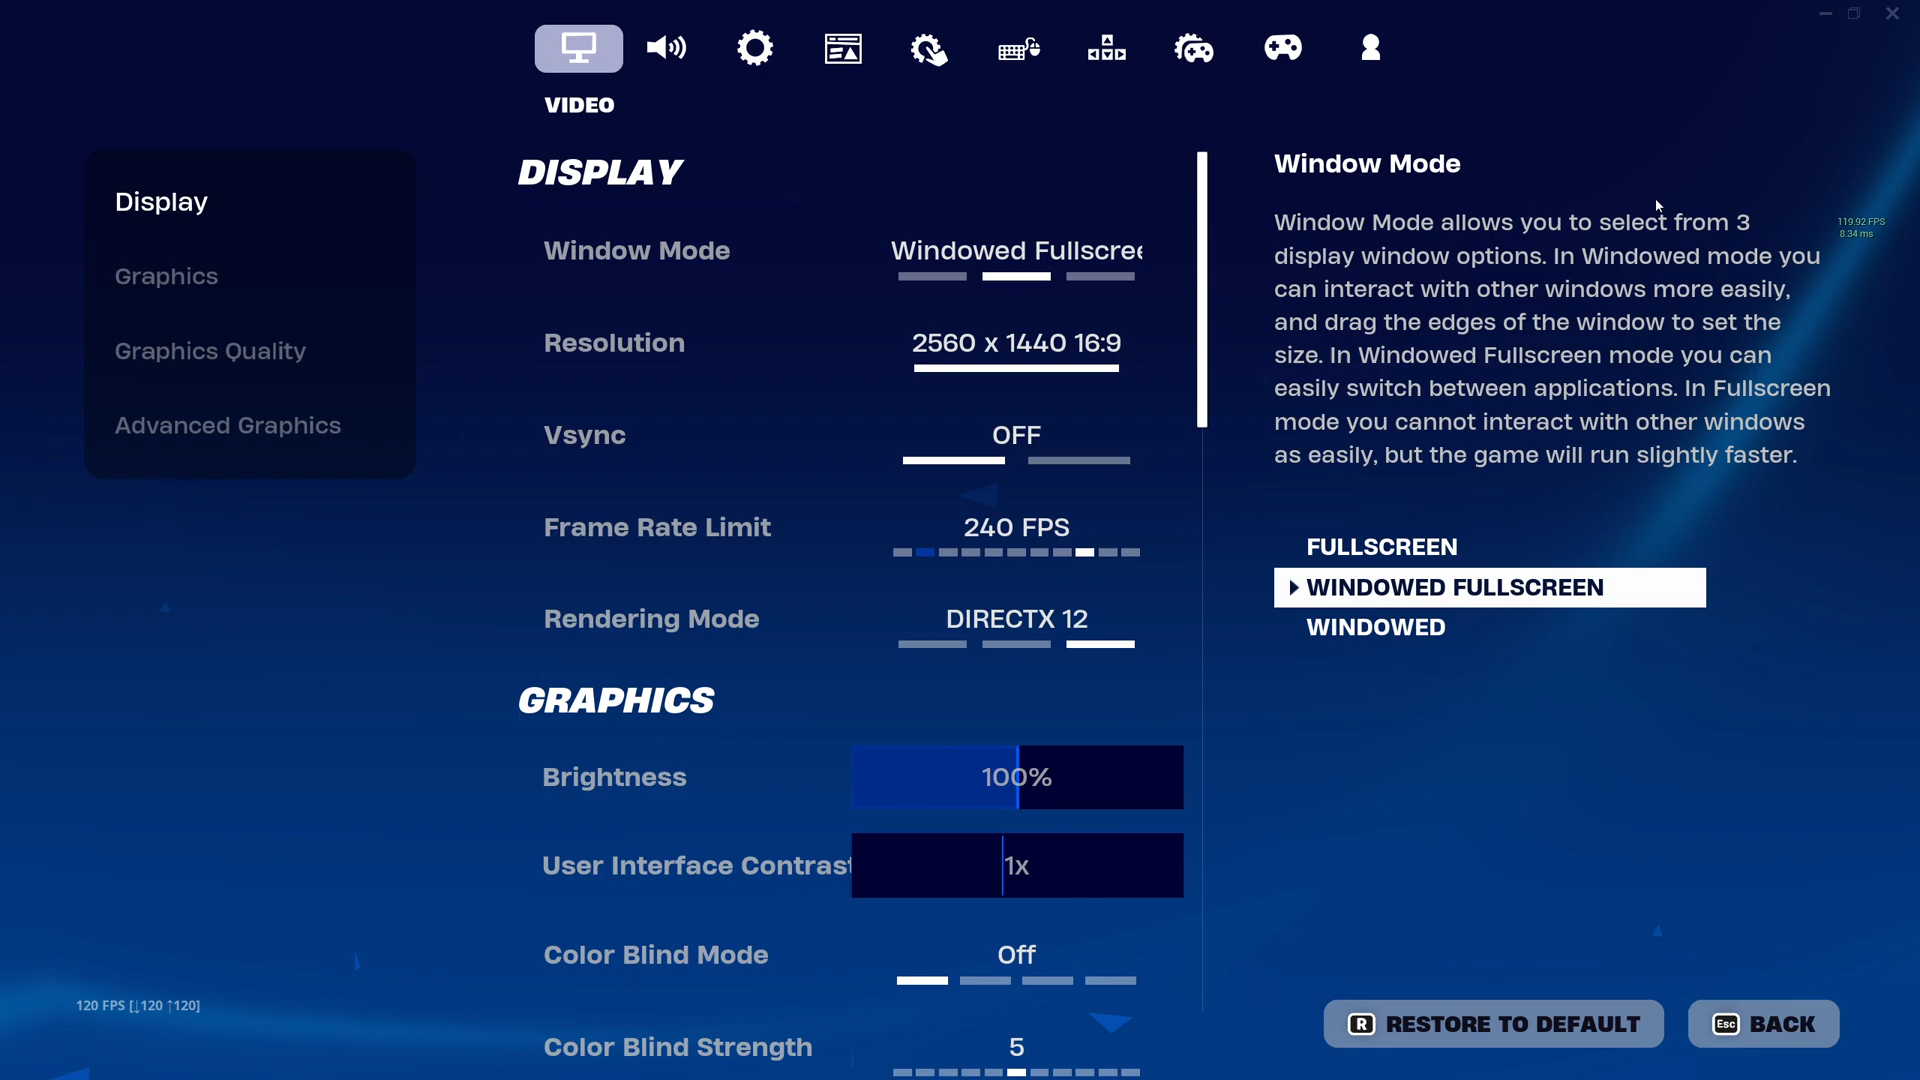 VIDEO
Display
Graphics
Graphics Quality
Advanced Graphics
DISPLAY
Window Mode
Windowed Fullscree
Resolution
2560 x 1440 16:9
Vsync
OFF
Frame Rate Limit
240 FPS
Rendering Mode
DIRECTX 12
GRAPHICS
Brightness
100%
User Interface Contrast
1x
Color Blind Mode
Off
Color Blind Strength
5
Window Mode
Window Mode allows you to select from 3
display window options. In Windowed mode you
can interact with other windows more easily,
and drag the edges of the window to set the
size. In Windowed Fullscreen mode you can
easily switch between applications. In Fullscreen
mode you cannot interact with other windows
as easily, but the game will run slightly faster.
FULLSCREEN
WINDOWED FULLSCREEN
WINDOWED
119.92 FPS
8.34 ms
120 FPS [↓120 ↑120]
R RESTORE TO DEFAULT
Esc BACK